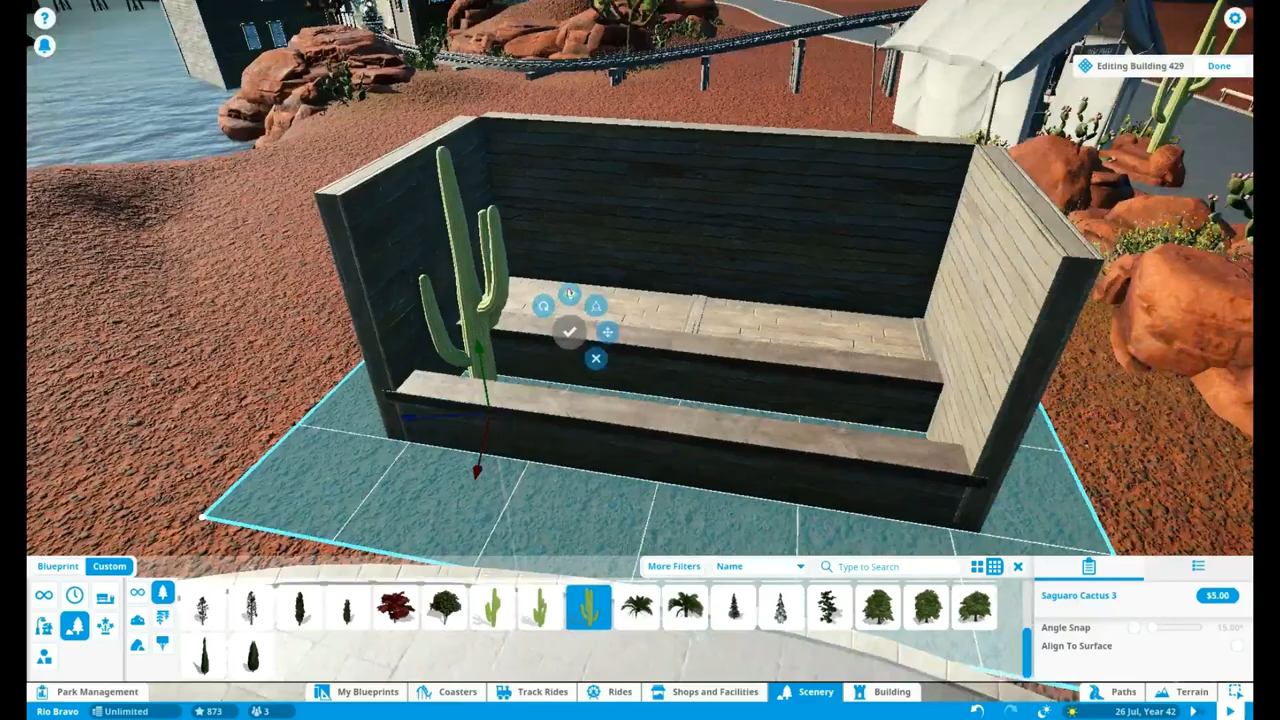 ?
Editing Building 429 Done
Blueprint Custom
More Filters Name Type to Search
Saguaro Cactus 3 $5.00
Angle Snap 15.00°
Align To Surface
Park Management My Blueprints Coasters Track Rides Rides Shops and Facilities Scenery Building Paths Terrain
Rio Bravo Unlimited 873 3 26 Jul, Year 42